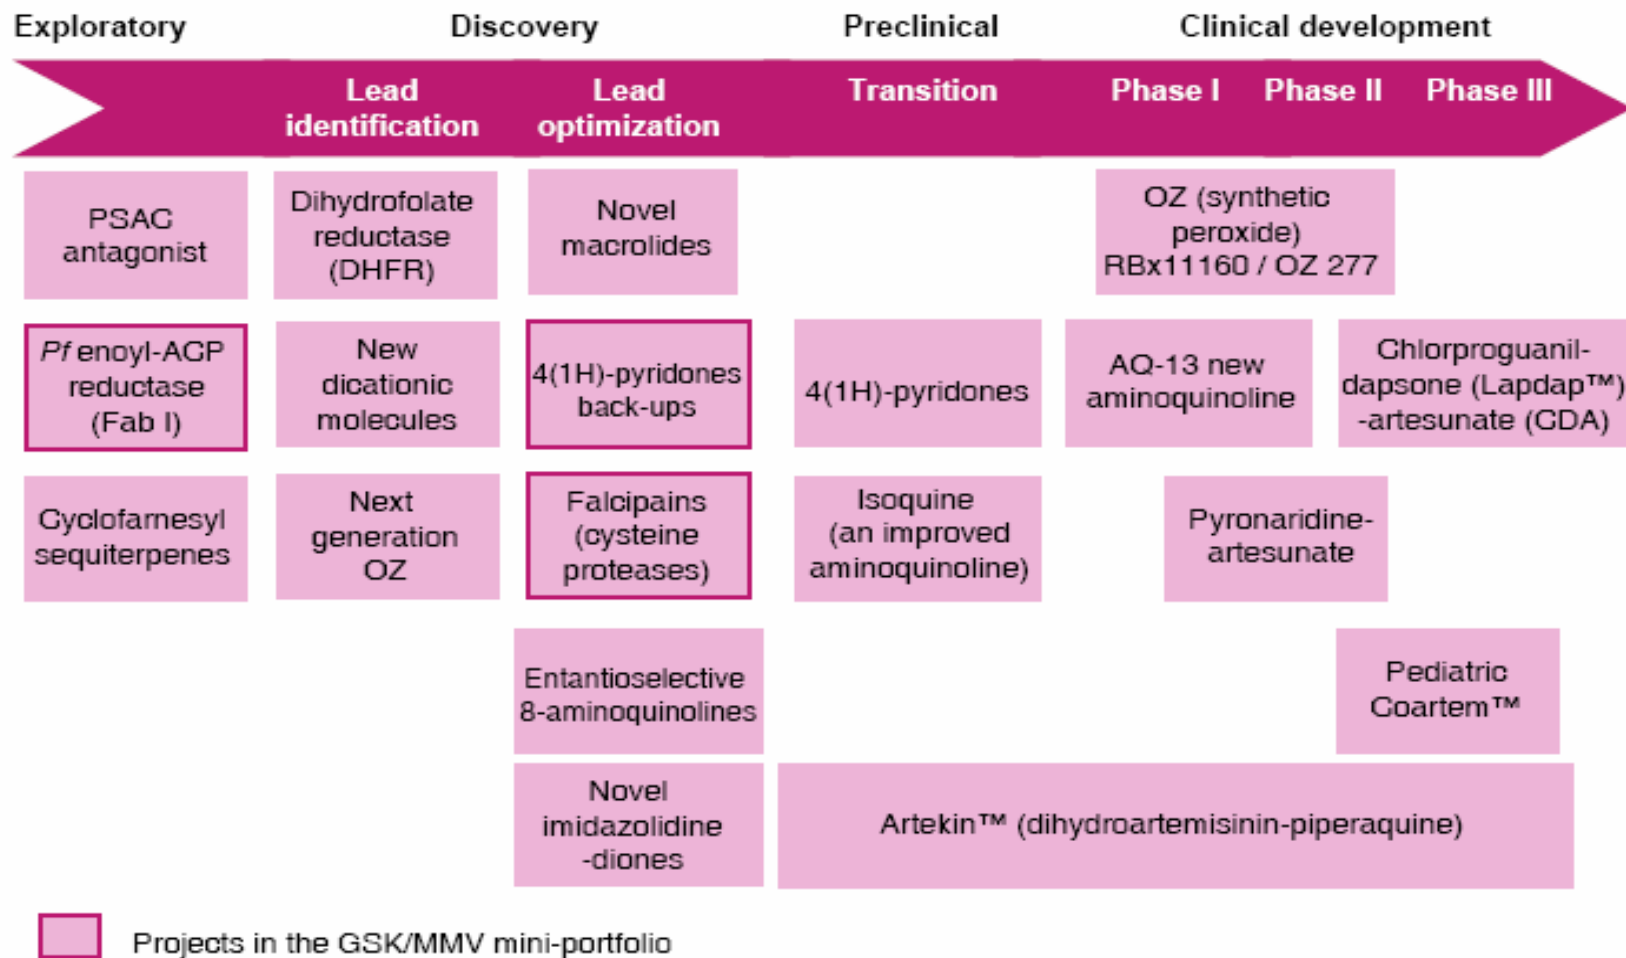 Exploratory
Discovery
Preclinical
Clinical development
Lead
identification
Lead
optimization
Transition
Phase I
Phase II
Phase III
PSAC
antagonist
Dihydrofolate
reductase
(DHFR)
Novel
macrolides
OZ (synthetic
peroxide)
RBx11160 / OZ 277
Pf enoyl-ACP
reductase
(Fab I)
New
dicationic
molecules
4(1H)-pyridones
back-ups
4(1H)-pyridones
AQ-13 new
aminoquinoline
Chlorproguanil-
dapsone (Lapdap™)
-artesunate (CDA)
Cyclofarnesyl
sequiterpenes
Next
generation
OZ
Falcipains
(cysteine
proteases)
Isoquine
(an improved
aminoquinoline)
Pyronaridine-
artesunate
Entantioselective
8-aminoquinolines
Pediatric
Coartem™
Novel
imidazolidine
-diones
Artekin™ (dihydroartemisinin-piperaquine)
Projects in the GSK/MMV mini-portfolio